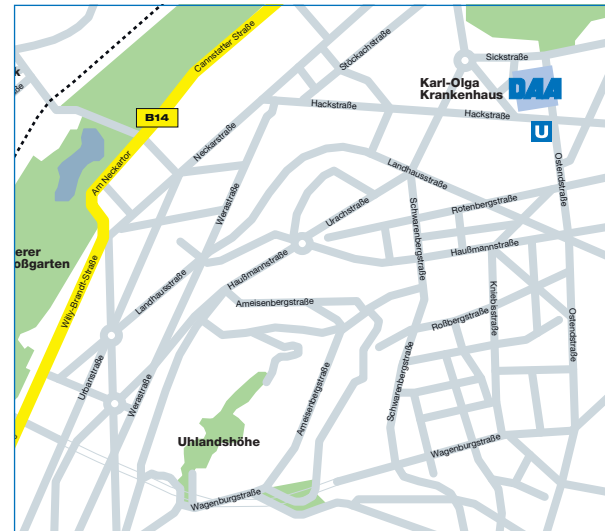 Cannstatter Straße
Stöckachstraße
Sickstraße
k
Karl-Olga
Krankenhaus
DAA
B14
Hackstraße
Hackstraße
U
Neckarstraße
Am Neckartor
Landhausstraße
Ostendstraße
Werastraße
Urachstraße
Schwarenbergstraße
Rotenbergstraße
erer
oßgarten
Haußmannstraße
Haußmannstraße
Willy-Brandt-Straße
Landhausstraße
Kniebisstraße
Ameisenbergstraße
Roßbergstraße
Ostendstraße
Urbanstraße
Werastraße
Ameisenbergstraße
Schwarenbergstraße
Uhlandshöhe
Wagenburgstraße
Wagenburgstraße